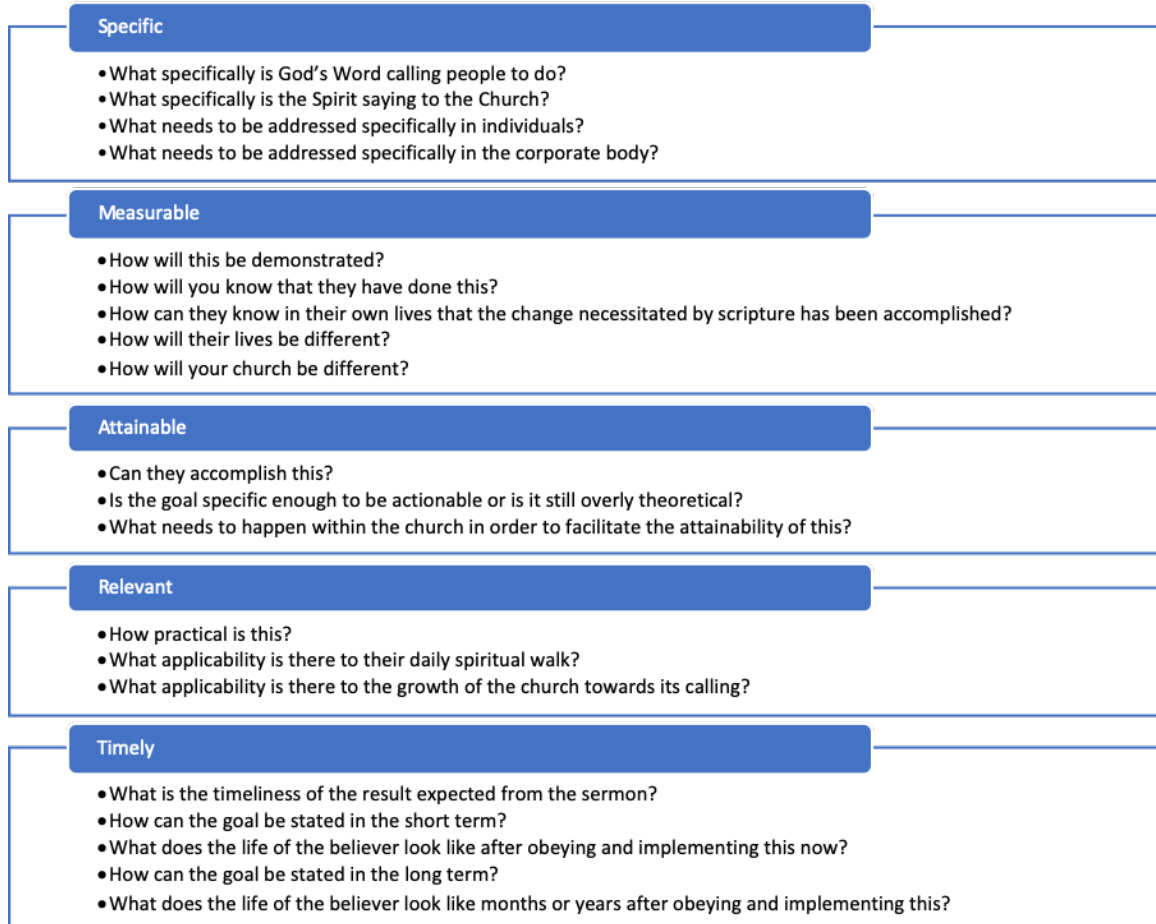 Specific
•What specifically is God's Word calling people to do?
•What specifically is the Spirit saying to the Church?
•What needs to be addressed specifically in individuals?
•What needs to be addressed specifically in the corporate body?
Measurable
•How will this be demonstrated?
•How will you know that they have done this?
•How can they know in their own lives that the change necessitated by scripture has been accomplished?
•How will their lives be different?
•How will your church be different?
Attainable
•Can they accomplish this?
•Is the goal specific enough to be actionable or is it still overly theoretical?
•What needs to happen within the church in order to facilitate the attainability of this?
Relevant
•How practical is this?
•What applicability is there to their daily spiritual walk?
•What applicability is there to the growth of the church towards its calling?
Timely
•What is the timeliness of the result expected from the sermon?
•How can the goal be stated in the short term?
•What does the life of the believer look like after obeying and implementing this now?
•How can the goal be stated in the long term?
•What does the life of the believer look like months or years after obeying and implementing this?